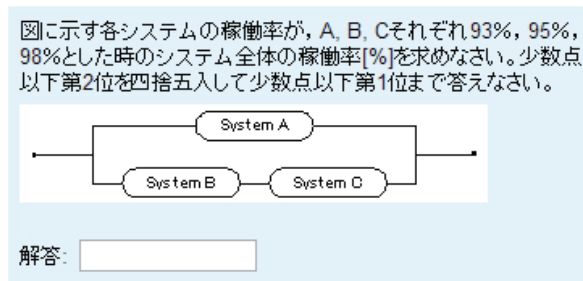 図に示す各システムの稼働率が，A, B, Cそれぞれ93%，95%，
98%とした時のシステム全体の稼働率[%]を求めなさい。少数点
以下第2位を四捨五入して少数点以下第1位まで答えなさい。
System A
System B
System C
解答: